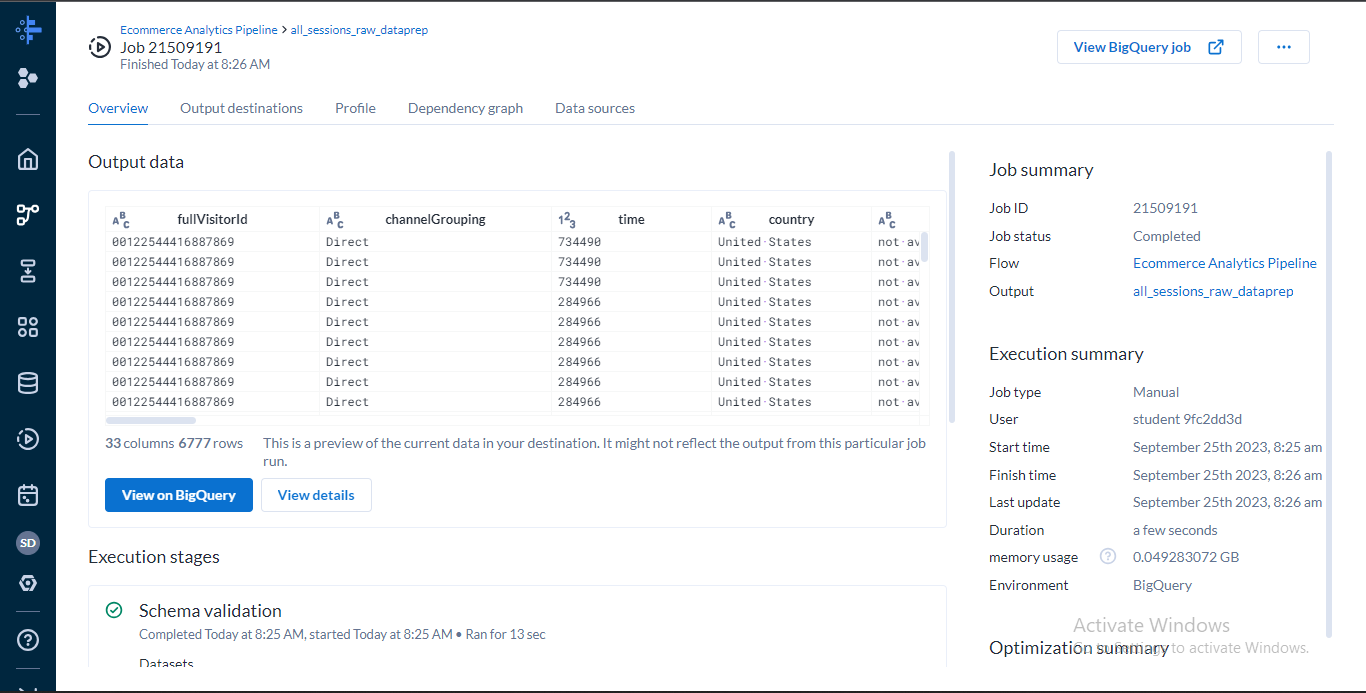 Ecommerce Analytics Pipeline > all_sessions_raw_dataprep
Job 21509191
Finished Today at 8:26 AM
View BigQuery job
...
Overview Output destinations Profile Dependency graph Data sources
Output data
ABC fullVisitorId ABC channelGrouping 123 time ABC country ABC
00122544416887869 Direct 734490 United·States not·av
00122544416887869 Direct 734490 United·States not·av
00122544416887869 Direct 734490 United·States not·av
00122544416887869 Direct 284966 United·States not·av
00122544416887869 Direct 284966 United·States not·av
00122544416887869 Direct 284966 United·States not·av
00122544416887869 Direct 284966 United·States not·av
00122544416887869 Direct 284966 United·States not·av
00122544416887869 Direct 284966 United·States not·av
33 columns 6777 rows
This is a preview of the current data in your destination. It might not reflect the output from this particular job
run.
View on BigQuery View details
Execution stages
Schema validation
Completed Today at 8:25 AM, started Today at 8:25 AM • Ran for 13 sec
Datasets
Job summary
Job ID 21509191
Job status Completed
Flow Ecommerce Analytics Pipeline
Output all_sessions_raw_dataprep
Execution summary
Job type Manual
User student 9fc2dd3d
Start time September 25th 2023, 8:25 am
Finish time September 25th 2023, 8:26 am
Last update September 25th 2023, 8:26 am
Duration a few seconds
memory usage ? 0.049283072 GB
Environment BigQuery
Optimization summary
Activate Windows
Go to Settings to activate Windows.
SD
?